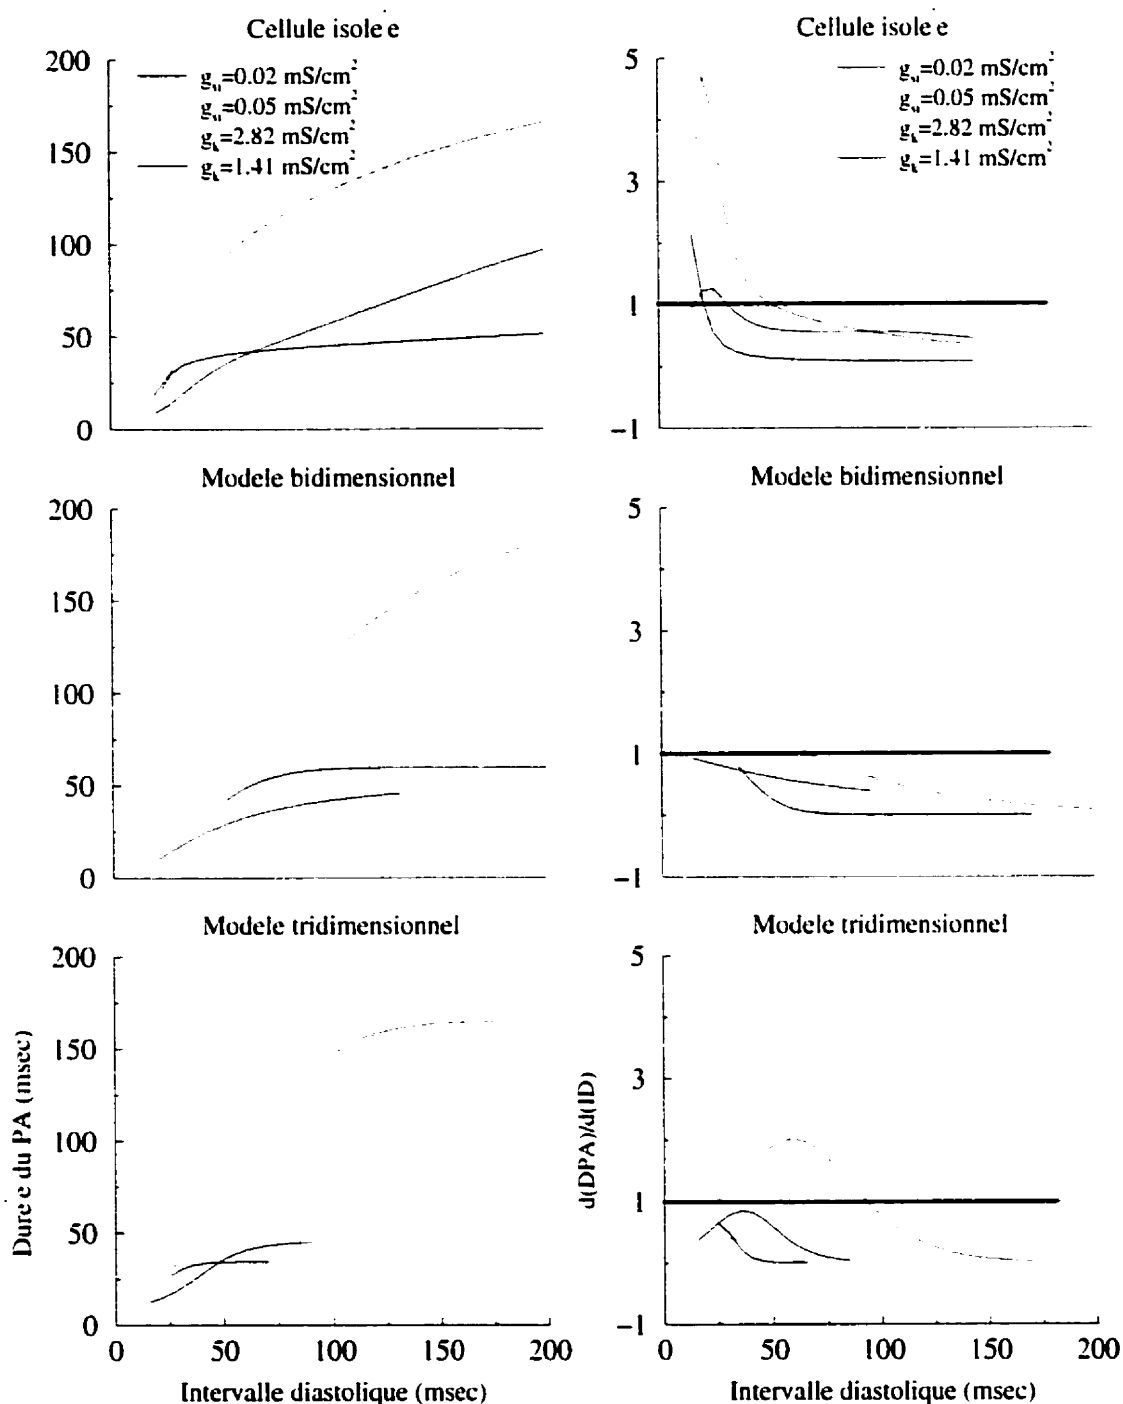 Cellule isolée
200
150
100
50
0
g_si=0.02 mS/cm²
g_si=0.05 mS/cm²
g_k=2.82 mS/cm²
g_k=1.41 mS/cm²
Cellule isolée
5
3
1
−1
g_si=0.02 mS/cm²
g_si=0.05 mS/cm²
g_k=2.82 mS/cm²
g_k=1.41 mS/cm²
Modele bidimensionnel
200
150
100
50
0
Modele bidimensionnel
5
3
1
−1
Modele tridimensionnel
200
150
100
50
0
Durée du PA (msec)
0 50 100 150 200
Intervalle diastolique (msec)
Modele tridimensionnel
5
3
1
−1
d(DPA)/d(ID)
0 50 100 150 200
Intervalle diastolique (msec)